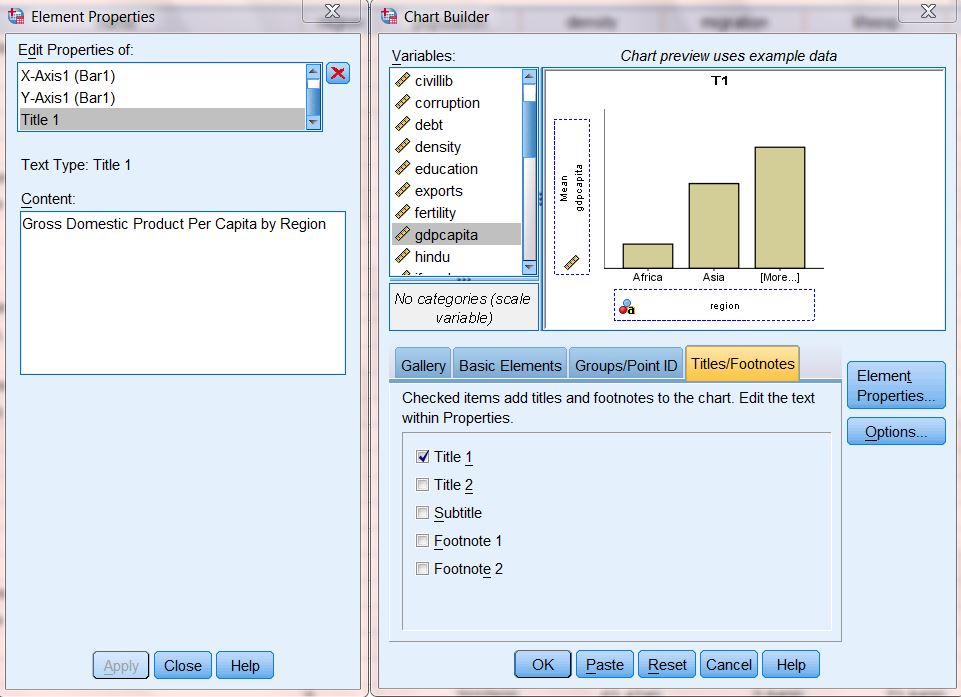 Element Properties
Edit Properties of:
X-Axis1 (Bar1)
Y-Axis1 (Bar1)
Title 1
Text Type: Title 1
Content:
Gross Domestic Product Per Capita by Region
Apply Close Help
Chart Builder
Variables:
civillib
corruption
debt
density
education
exports
fertility
gdpcapita
hindu
No categories (scale
variable)
Chart preview uses example data
T1
Mean
gdpcapita
Africa Asia [More...]
region
Gallery Basic Elements Groups/Point ID Titles/Footnotes
Checked items add titles and footnotes to the chart. Edit the text
within Properties.
Title 1
Title 2
Subtitle
Footnote 1
Footnote 2
Element
Properties...
Options...
OK Paste Reset Cancel Help